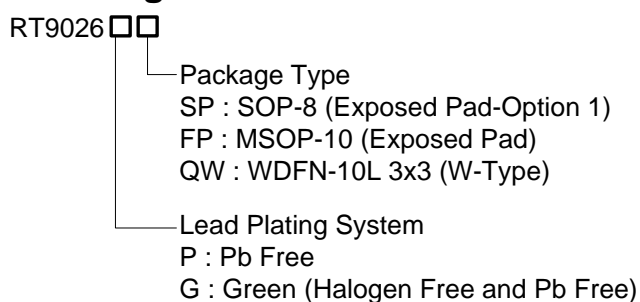 RT9026
Package Type
SP : SOP-8 (Exposed Pad-Option 1)
FP : MSOP-10 (Exposed Pad)
QW : WDFN-10L 3x3 (W-Type)
Lead Plating System
P : Pb Free
G : Green (Halogen Free and Pb Free)